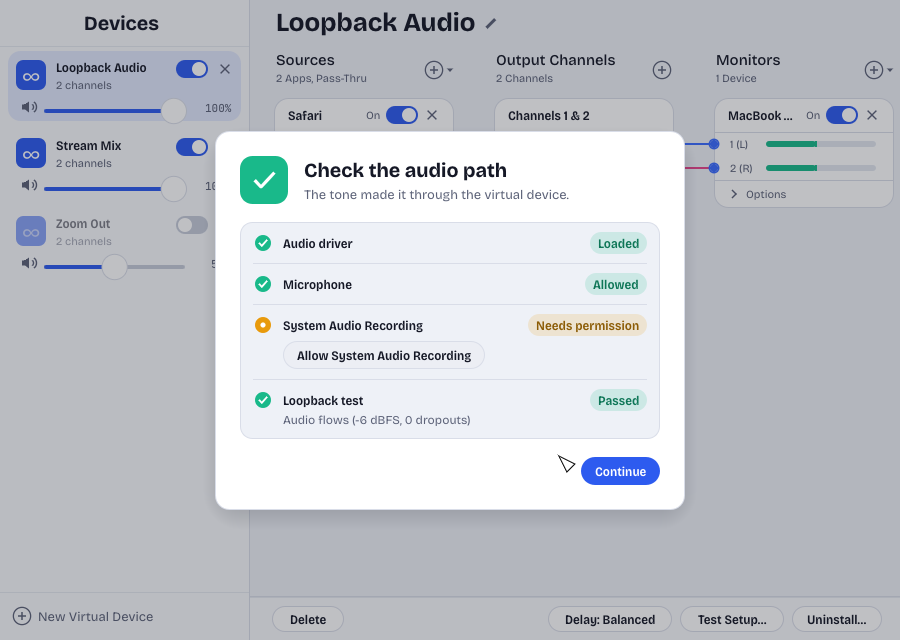 Devices
Loopback Audio
2 channels
100%
Stream Mix
2 channels
Zoom Out
2 channels
New Virtual Device
Loopback Audio
Sources
2 Apps, Pass-Thru
Output Channels
2 Channels
Monitors
1 Device
Safari
On
Channels 1 & 2
MacBook ...
On
1 (L)
2 (R)
Options
Check the audio path
The tone made it through the virtual device.
Audio driver
Loaded
Microphone
Allowed
System Audio Recording
Needs permission
Allow System Audio Recording
Loopback test
Passed
Audio flows (-6 dBFS, 0 dropouts)
Continue
Delete
Delay: Balanced
Test Setup...
Uninstall...